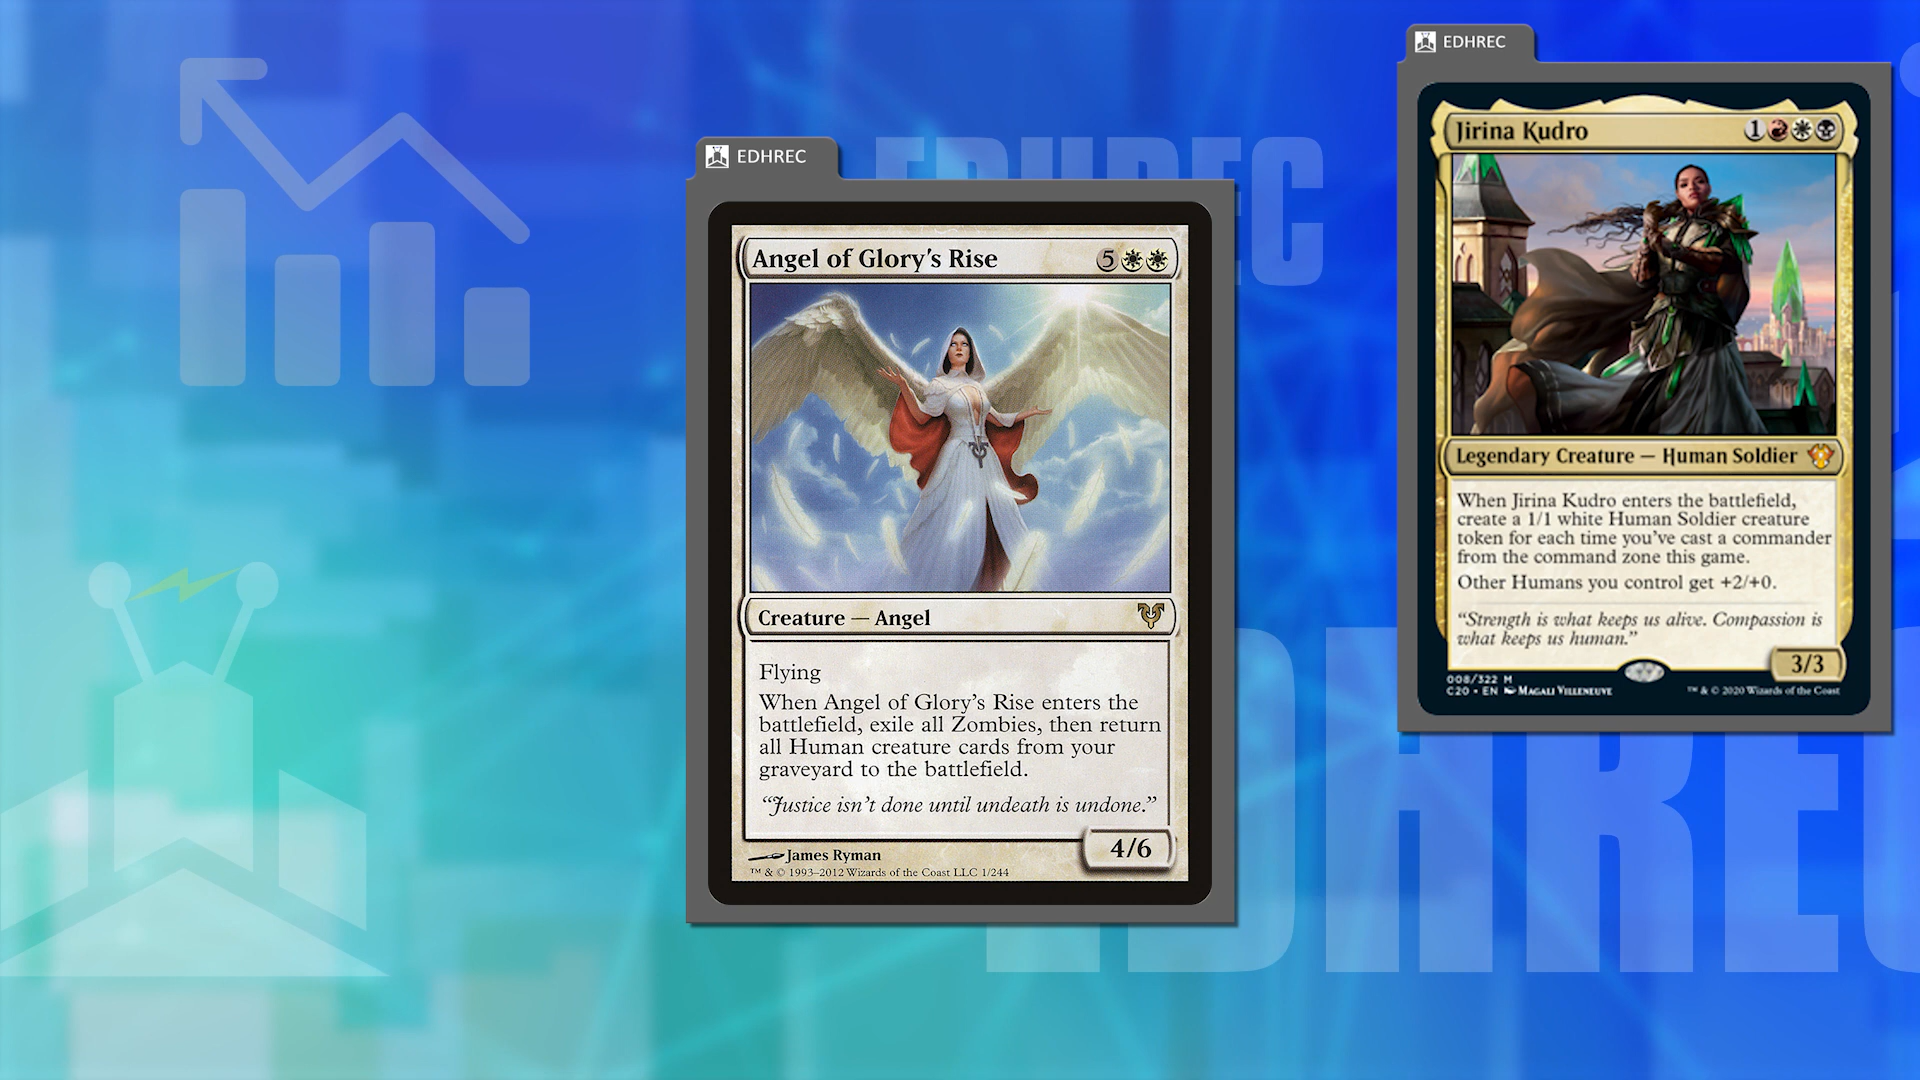 EDHREC
Jirina Kudro
1
Legendary Creature — Human Soldier
When Jirina Kudro enters the battlefield,
create a 1/1 white Human Soldier creature
token for each time you've cast a commander
from the command zone this game.
Other Humans you control get +2/+0.
“Strength is what keeps us alive. Compassion is
what keeps us human.”
3/3
008/322 M
C20 • EN Magali Villeneuve
™ & © 2020 Wizards of the Coast
EDHREC
Angel of Glory's Rise
5
Creature — Angel
Flying
When Angel of Glory's Rise enters the
battlefield, exile all Zombies, then return
all Human creature cards from your
graveyard to the battlefield.
“Justice isn't done until undeath is undone.”
4/6
James Ryman
™ & © 1993–2012 Wizards of the Coast LLC 1/244
EDHREC
EDHREC